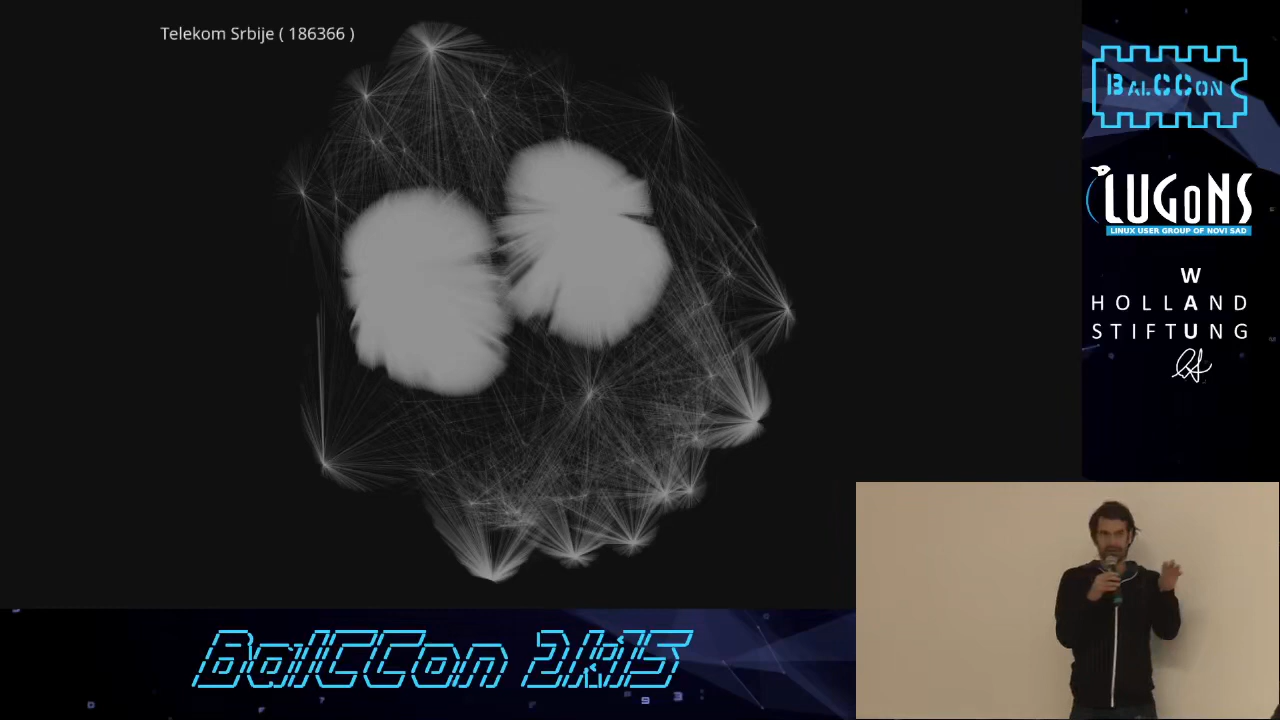 Telekom Srbije ( 186366 )
BALCCON
LUGONS
LINUX USER GROUP OF NOVI SAD
W
HOLLAND
STIFTUNG
BalCCon 2k15